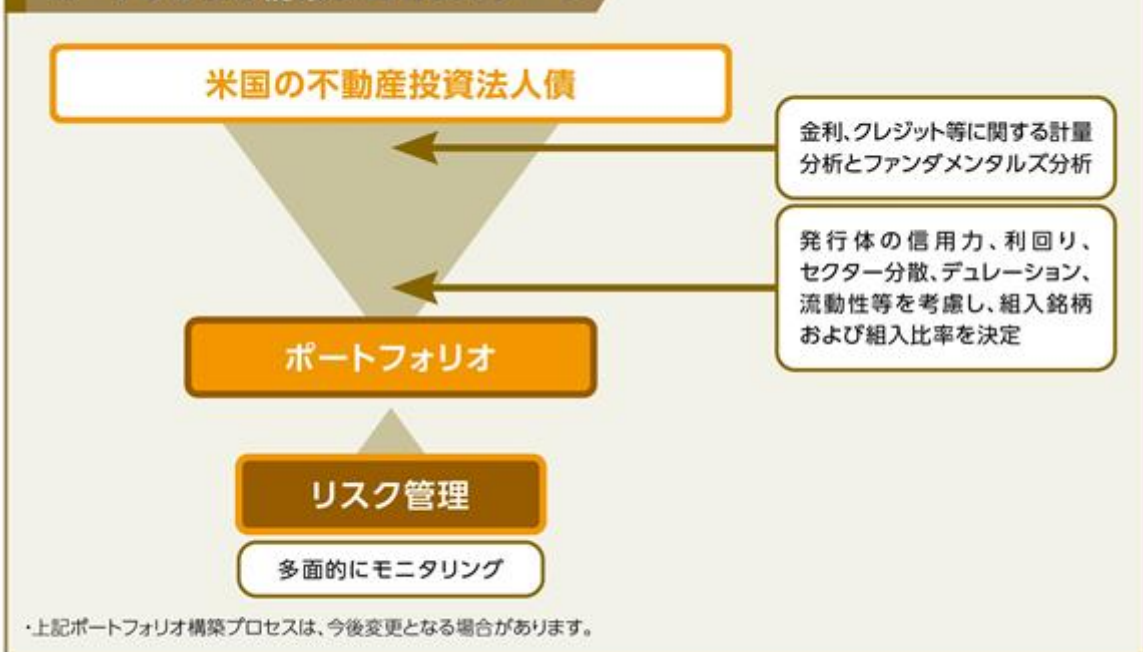 米国の不動産投資法人債
金利、クレジット等に関する計量
分析とファンダメンタルズ分析
発行体の信用力、利回り、
セクター分散、デュレーション、
流動性等を考慮し、組入銘柄
および組入比率を決定
ポートフォリオ
リスク管理
多面的にモニタリング
・上記ポートフォリオ構築プロセスは、今後変更となる場合があります。